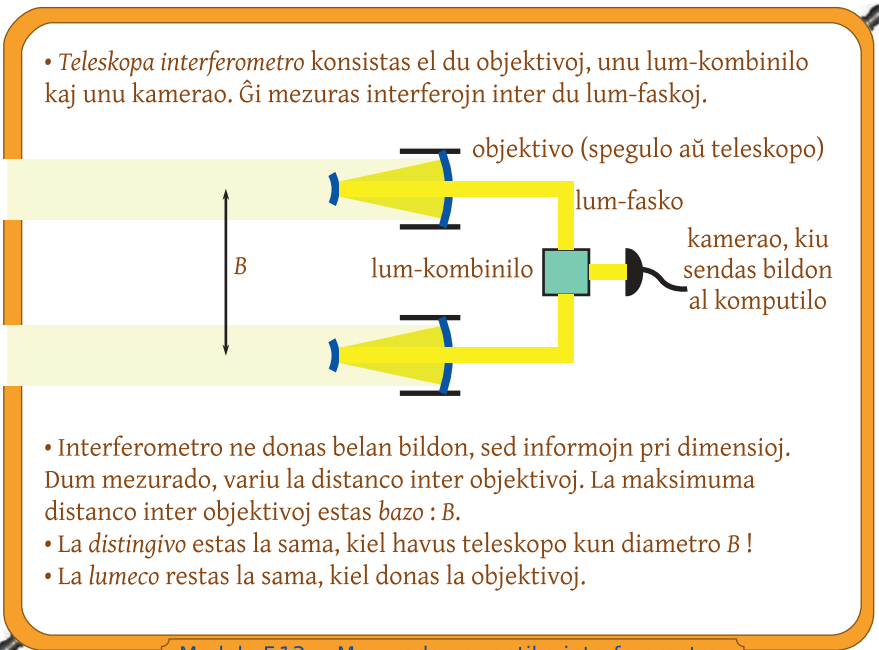 • Teleskopa interferometro konsistas el du objektivoj, unu lum-kombinilo
kaj unu kamerao. Ĝi mezuras interferojn inter du lum-faskoj.
objektivo (spegulo aŭ teleskopo)
lum-fasko
kamerao, kiu
sendas bildon
al komputilo
B
lum-kombinilo
• Interferometro ne donas belan bildon, sed informojn pri dimensioj.
Dum mezurado, variu la distanco inter objektivoj. La maksimuma
distanco inter objektivoj estas bazo : B.
• La distingivo estas la sama, kiel havus teleskopo kun diametro B !
• La lumeco restas la sama, kiel donas la objektivoj.